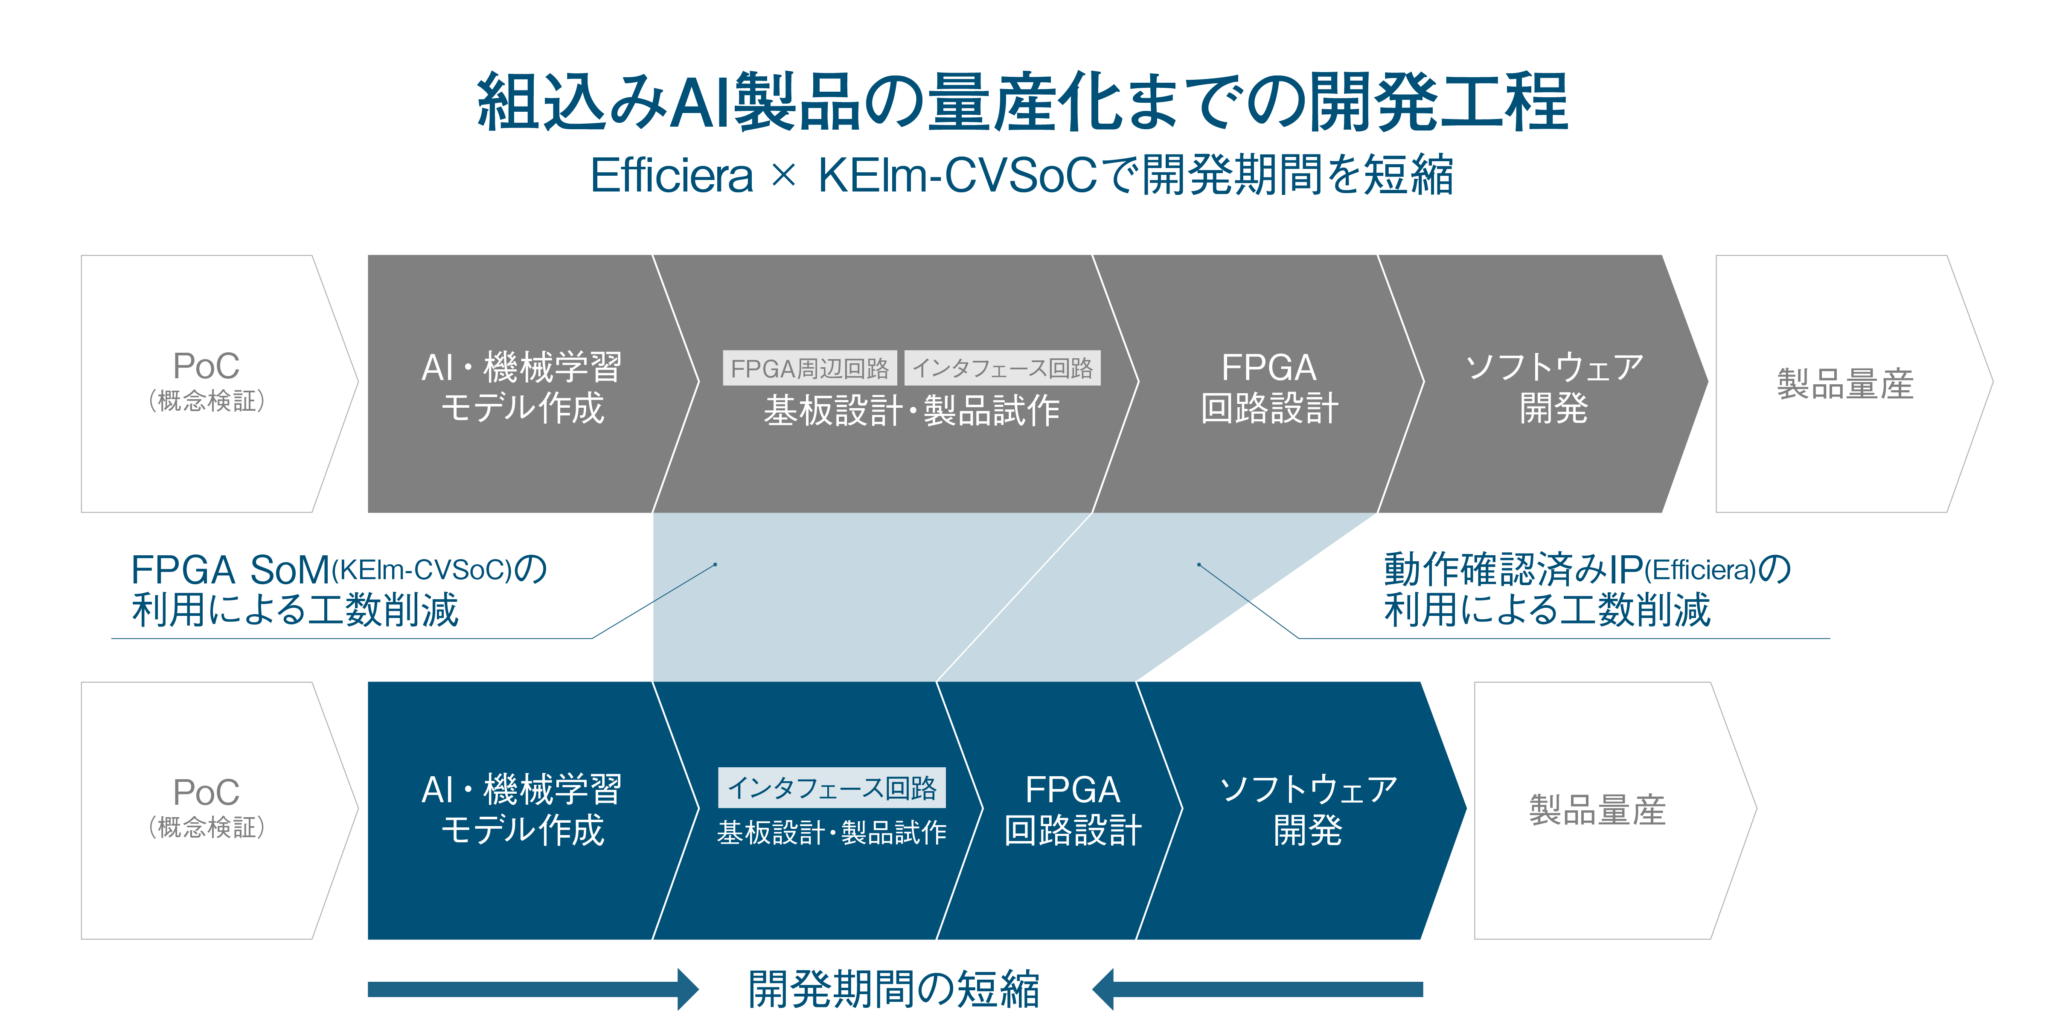 組込みAI製品の量産化までの開発工程
Efficiera × KEIm-CVSoCで開発期間を短縮
PoC
（概念検証）
AI・機械学習
モデル作成
FPGA周辺回路
インタフェース回路
基板設計・製品試作
FPGA
回路設計
ソフトウェア
開発
製品量産
FPGA SoM(KEIm-CVSoC)の
利用による工数削減
動作確認済みIP(Efficiera)の
利用による工数削減
PoC
（概念検証）
AI・機械学習
モデル作成
インタフェース回路
基板設計・製品試作
FPGA
回路設計
ソフトウェア
開発
製品量産
開発期間の短縮